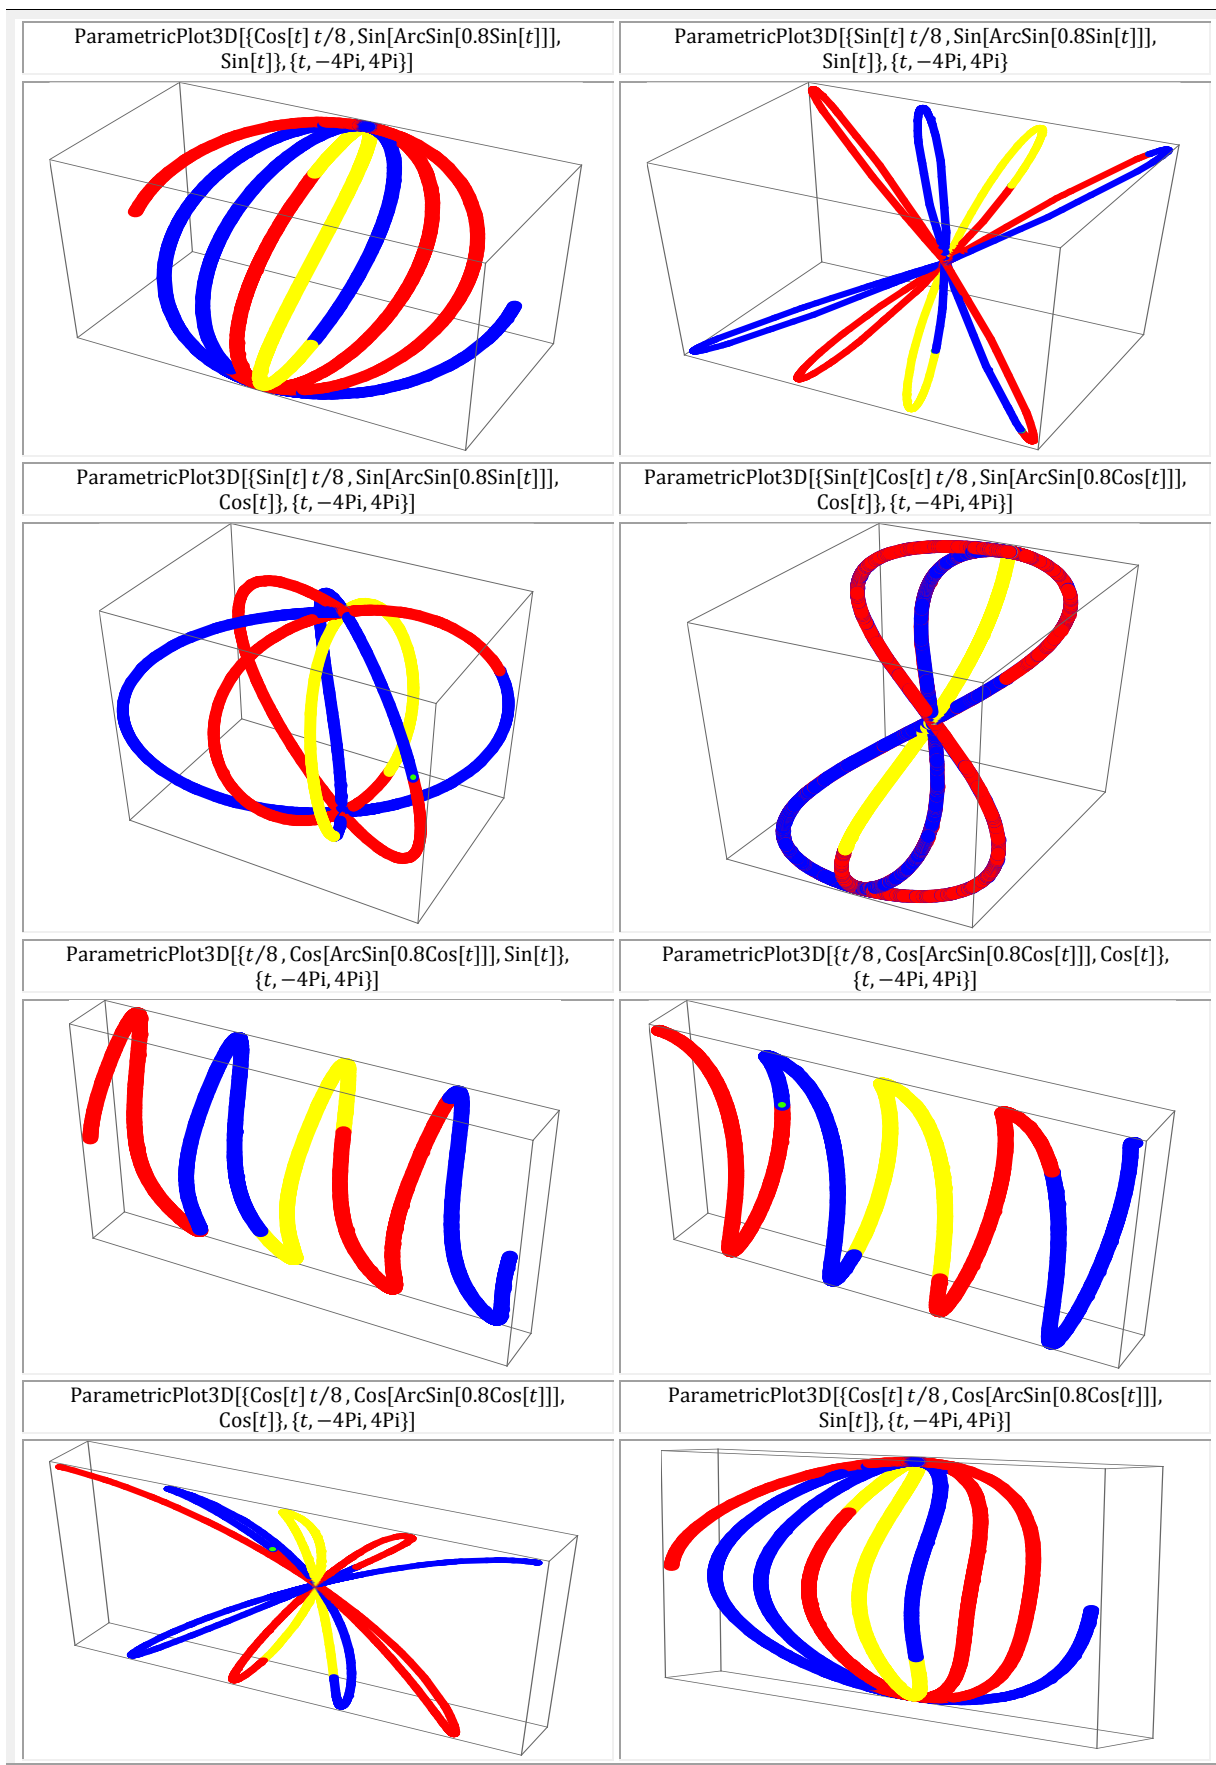 ParametricPlot3D[{Cos[t] t/8 , Sin[ArcSin[0.8Sin[t]]],
Sin[t]}, {t, −4Pi, 4Pi}]
ParametricPlot3D[{Sin[t] t/8 , Sin[ArcSin[0.8Sin[t]]],
Sin[t]}, {t, −4Pi, 4Pi}
ParametricPlot3D[{Sin[t] t/8 , Sin[ArcSin[0.8Sin[t]]],
Cos[t]}, {t, −4Pi, 4Pi}]
ParametricPlot3D[{Sin[t]Cos[t] t/8 , Sin[ArcSin[0.8Cos[t]]],
Cos[t]}, {t, −4Pi, 4Pi}]
ParametricPlot3D[{t/8 , Cos[ArcSin[0.8Cos[t]]], Sin[t]},
{t, −4Pi, 4Pi}]
ParametricPlot3D[{t/8 , Cos[ArcSin[0.8Cos[t]]], Cos[t]},
{t, −4Pi, 4Pi}]
ParametricPlot3D[{Cos[t] t/8 , Cos[ArcSin[0.8Cos[t]]],
Cos[t]}, {t, −4Pi, 4Pi}]
ParametricPlot3D[{Cos[t] t/8 , Cos[ArcSin[0.8Cos[t]]],
Sin[t]}, {t, −4Pi, 4Pi}]